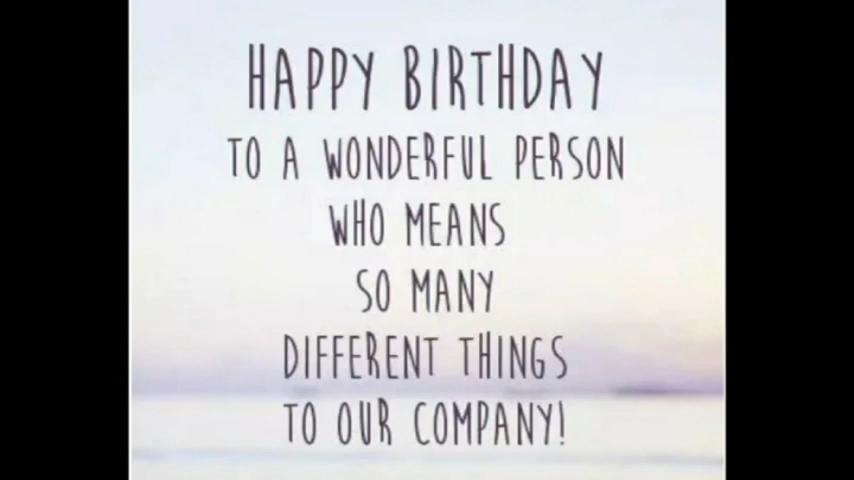 HAPPY BIRTHDAY
TO A WONDERFUL PERSON
WHO MEANS
SO MANY
DIFFERENT THINGS
TO OUR COMPANY!